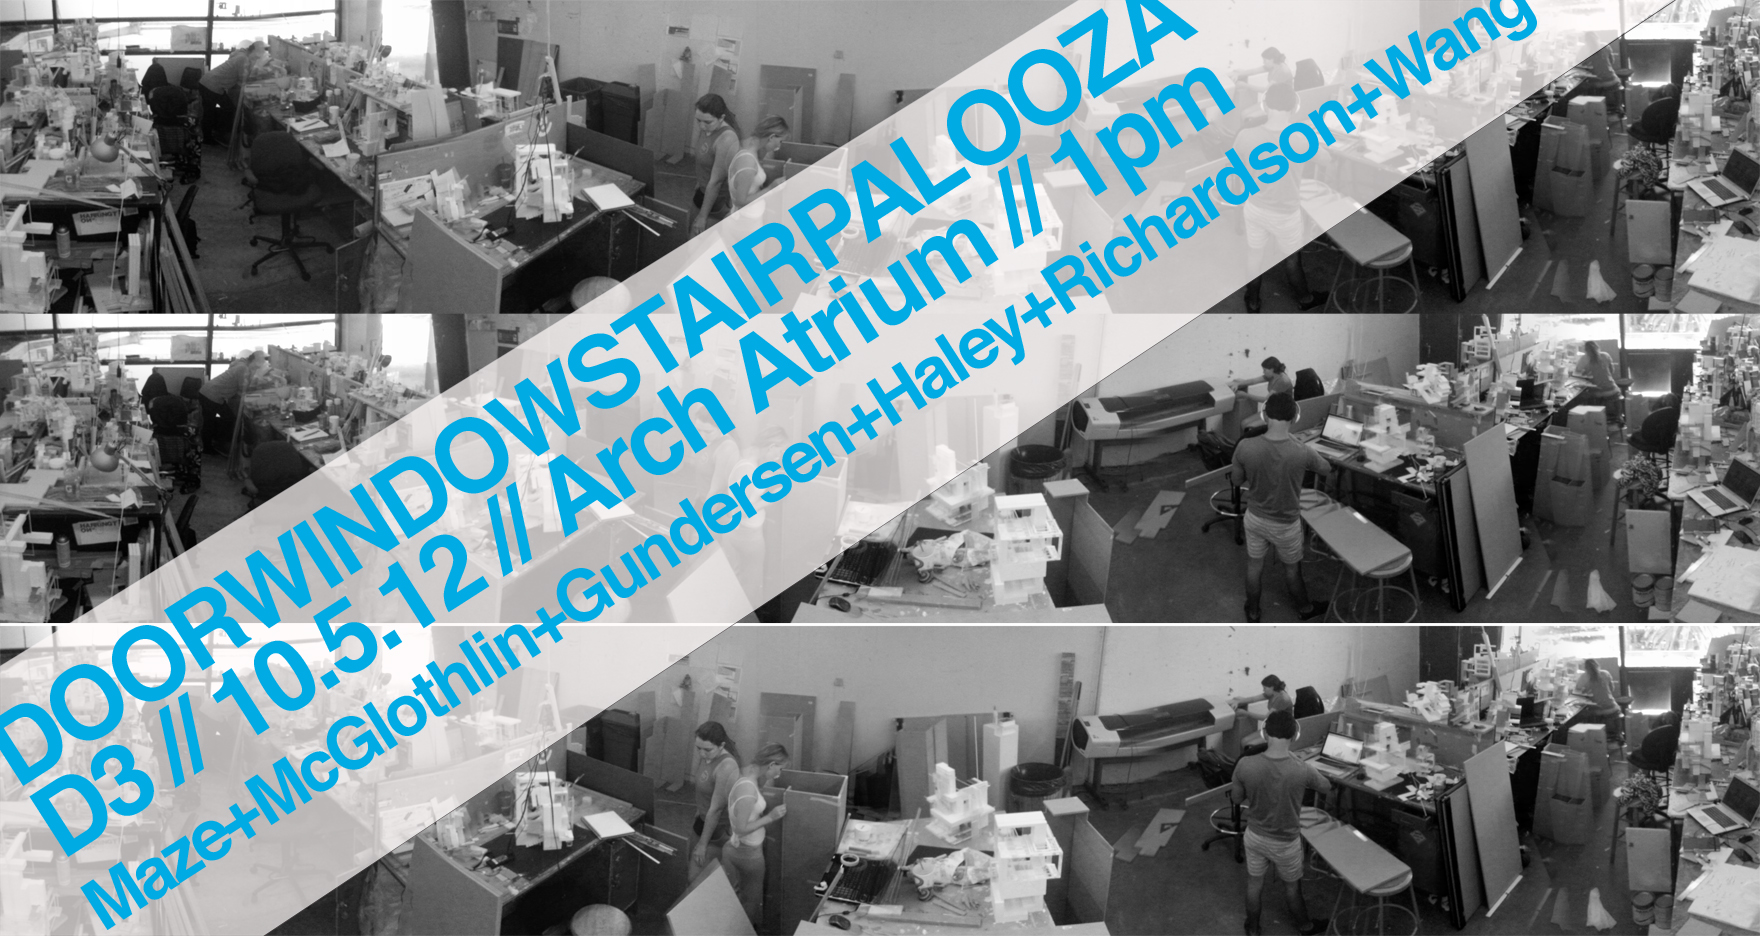 DOORWINDOWSTAIRPALOOZA
D3 // 10.5.12 // Arch Atrium // 1pm
Maze+McGlothlin+Gundersen+Haley+Richardson+Wang